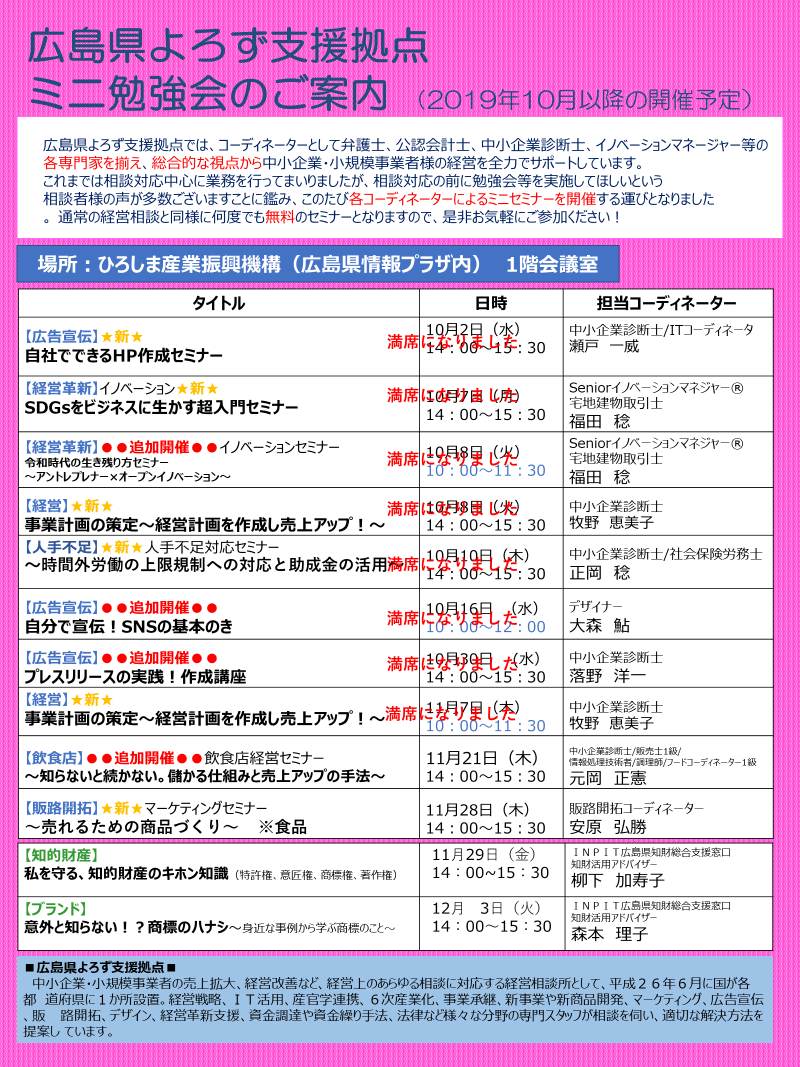 広島県よろず支援拠点
ミニ勉強会のご案内 （2019年10月以降の開催予定）
広島県よろず支援拠点では、コーディネーターとして弁護士、公認会計士、中小企業診断士、イノベーションマネージャー等の
各専門家を揃え、総合的な視点から中小企業・小規模事業者様の経営を全力でサポートしています。
これまでは相談対応中心に業務を行ってまいりましたが、相談対応の前に勉強会等を実施してほしいという
相談者様の声が多数ございますことに鑑み、このたび各コーディネーターによるミニセミナーを開催する運びとなりました
。通常の経営相談と同様に何度でも無料のセミナーとなりますので、是非お気軽にご参加ください！
場所：ひろしま産業振興機構（広島県情報プラザ内） 1階会議室
タイトル 日時 担当コーディネーター
【広告宣伝】★新★
自社でできるHP作成セミナー
満席になりました
10月2日（水）
14：00～15：30
中小企業診断士/ITコーディネータ
瀬戸 一威
【経営革新】イノベーション★新★
SDGsをビジネスに生かす超入門セミナー
満席になりました
10月7日（月）
14：00～15：30
Seniorイノベーションマネジャー®
宅地建物取引士
福田 稔
【経営革新】●●追加開催●●イノベーションセミナー
令和時代の生き残り方セミナー
～アントレプレナー×オープンイノベーション～
満席になりました
10月8日（火）
10：00～11：30
Seniorイノベーションマネジャー®
宅地建物取引士
福田 稔
【経営】★新★
事業計画の策定～経営計画を作成し売上アップ！～
満席になりました
10月8日（火）
14：00～15：30
中小企業診断士
牧野 恵美子
【人手不足】★新★人手不足対応セミナー
～時間外労働の上限規制への対応と助成金の活用～
満席になりました
10月10日（木）
14：00～15：30
中小企業診断士/社会保険労務士
正岡 稔
【広告宣伝】●●追加開催●●
自分で宣伝！SNSの基本のき
満席になりました
10月16日 （水）
10：00～12：00
デザイナー
大森 鮎
【広告宣伝】●●追加開催●●
プレスリリースの実践！作成講座
満席になりました
10月30日 （水）
14：00～15：30
中小企業診断士
落野 洋一
【経営】★新★
事業計画の策定～経営計画を作成し売上アップ！～
満席になりました
11月7日（木）
10：00～11：30
中小企業診断士
牧野 恵美子
【飲食店】●●追加開催●●飲食店経営セミナー
～知らないと続かない。儲かる仕組みと売上アップの手法～
11月21日（木）
14：00～15：30
中小企業診断士/販売士1級/
情報処理技術者/調理師/フードコーディネーター1級
元岡 正憲
【販路開拓】★新★マーケティングセミナー
～売れるための商品づくり～ ※食品
11月28日（木）
14：00～15：30
販路開拓コーディネーター
安原 弘勝
【知的財産】
私を守る、知的財産のキホン知識（特許権、意匠権、商標権、著作権）
11月29日（金）
14：00~15：30
ＩＮＰＩＴ広島県知財総合支援窓口
知財活用アドバイザー
柳下 加寿子
【ブランド】
意外と知らない！？商標のハナシ～身近な事例から学ぶ商標のこと～
12月 3日（火）
14：00～15：30
ＩＮＰＩＴ広島県知財総合支援窓口
知財活用アドバイザー
森本 理子
■広島県よろず支援拠点■
中小企業・小規模事業者の売上拡大、経営改善など、経営上のあらゆる相談に対応する経営相談所として、平成２６年６月に国が各
都 道府県に１か所設置。経営戦略、ＩＴ活用、産官学連携、６次産業化、事業承継、新事業や新商品開発、マーケティング、広告宣伝
、販 路開拓、デザイン、経営革新支援、資金調達や資金繰り手法、法律など様々な分野の専門スタッフが相談を伺い、適切な解決方法を
提案し ています。